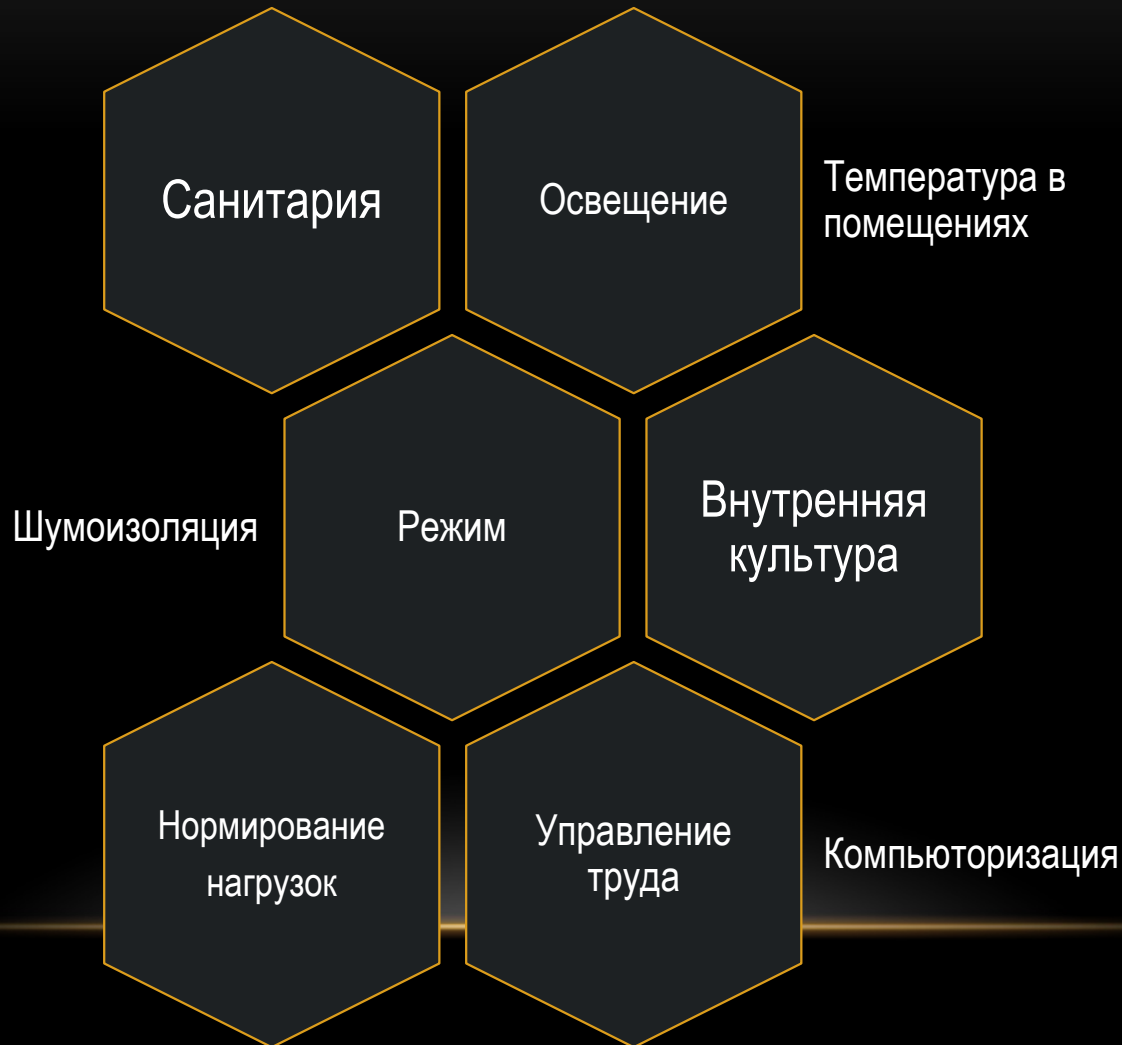 Санитария
Освещение
Температура в
помещениях
Шумоизоляция
Режим
Внутренняя
культура
Нормирование
нагрузок
Управление
труда
Компьюторизация